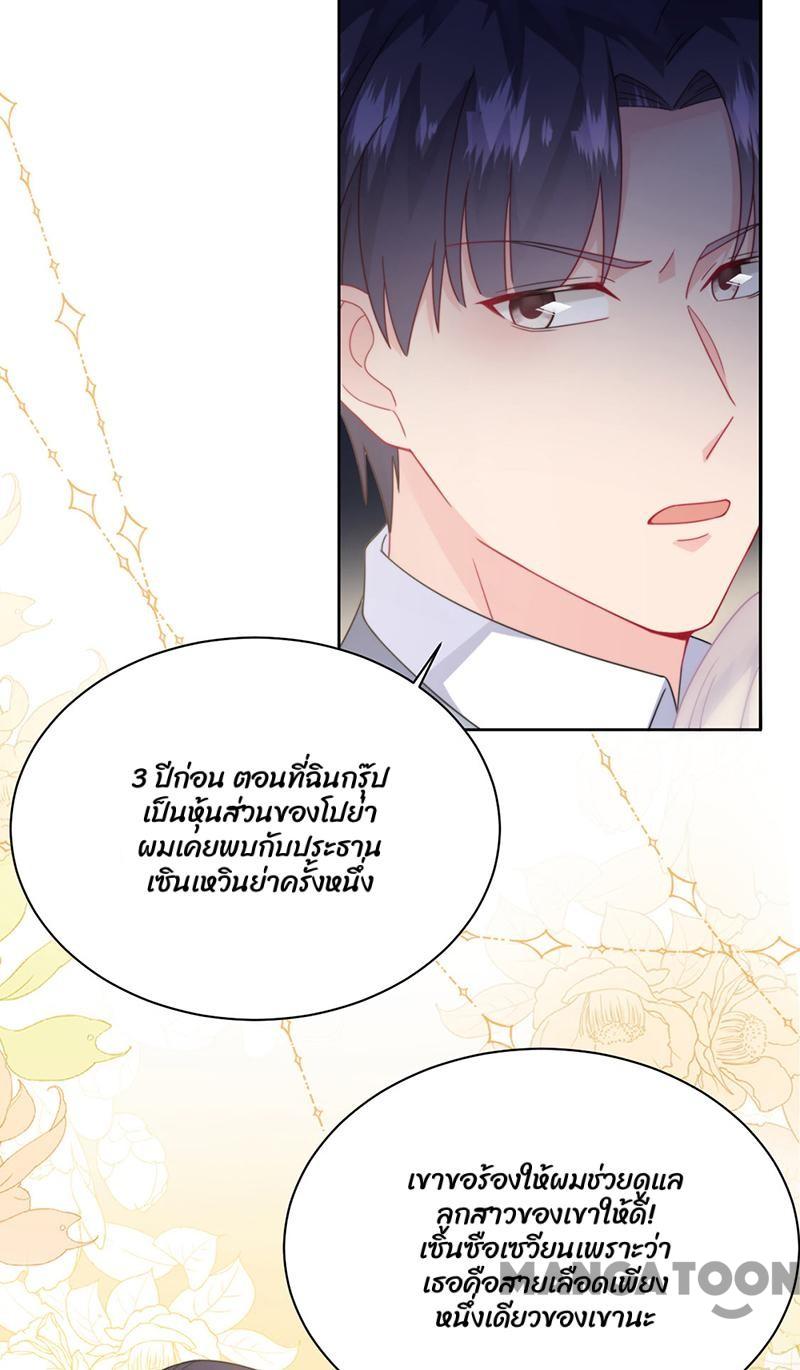 3 ปีก่อน ตอนที่ฉินกรุ๊ป
เป็นหุ้นส่วนของโปย่า
ผมเคยพบกับประธาน
เซินเหวินย่าครั้งหนึ่ง
เขาขอร้องให้ผมช่วยดูแล
ลูกสาวของเขาให้ดี!
เซินซือเซวียนเพราะว่า
เธอคือสายเลือดเพียง
หนึ่งเดียวของเขานะ
MANGATOON